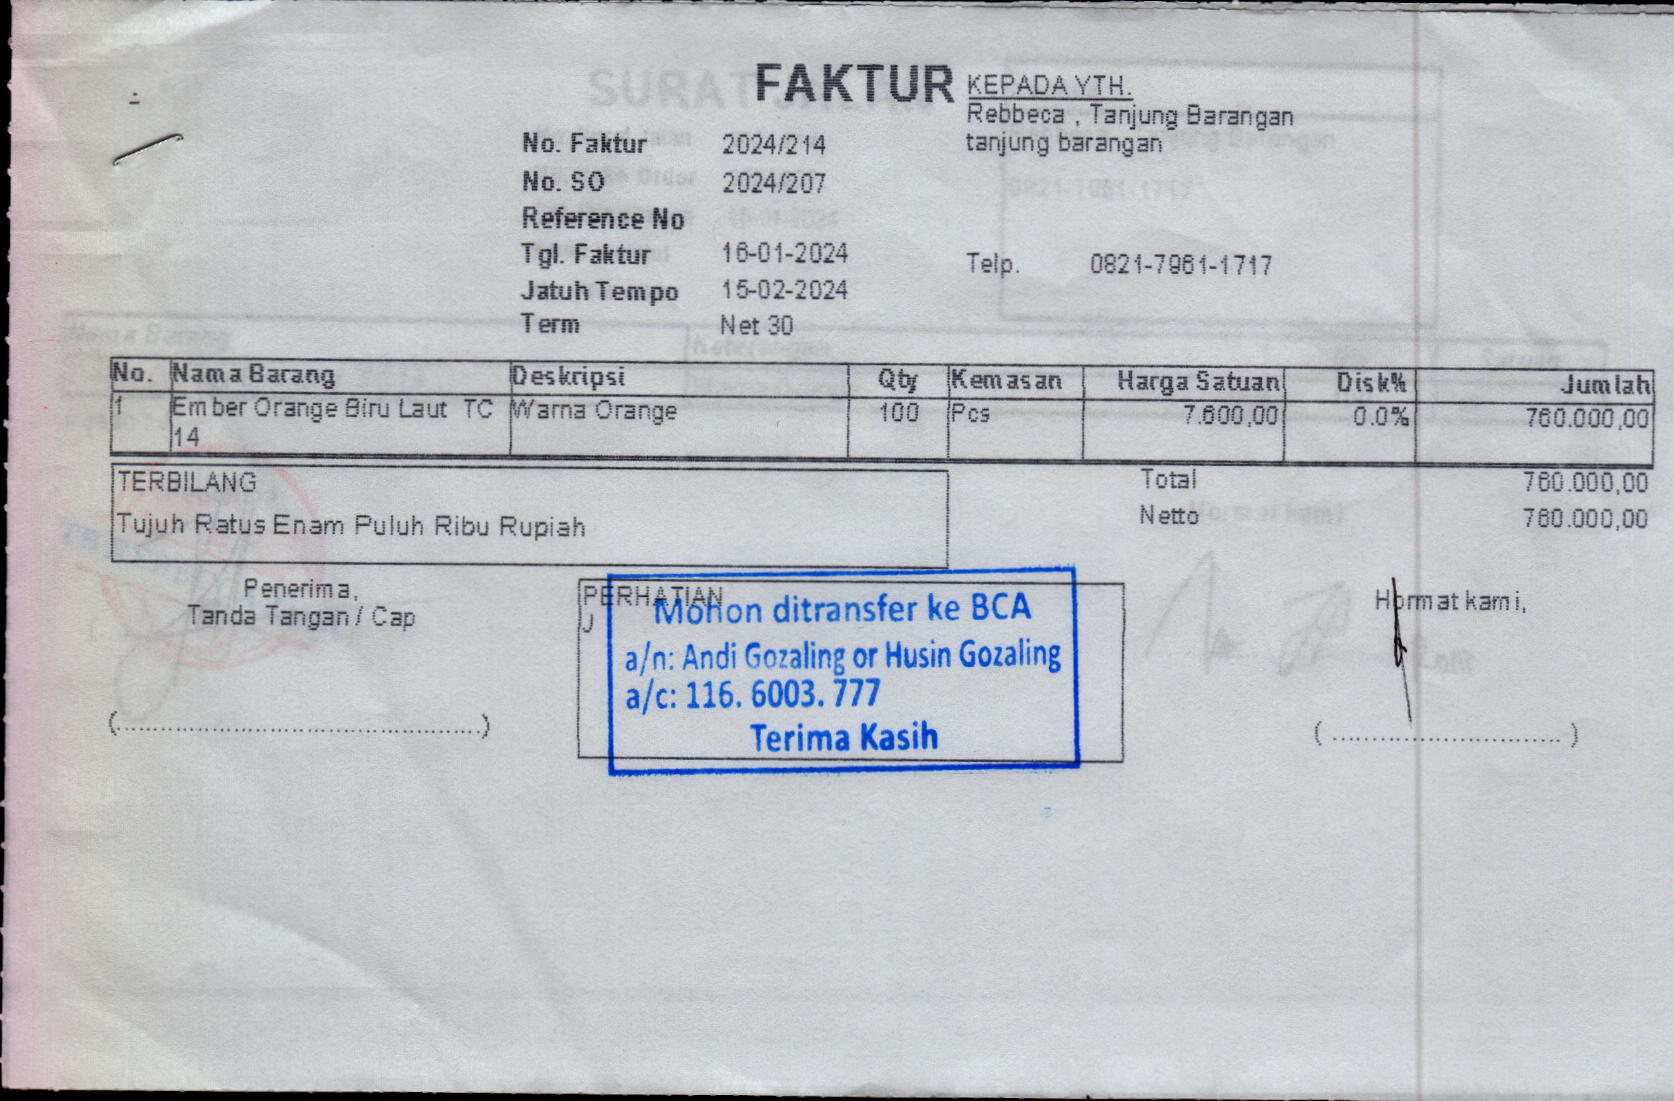 FAKTUR
KEPADA YTH.
Rebbeca , Tanjung Barangan
tanjung barangan
No. Faktur 2024/214
No. SO 2024/207
Reference No
Tgl. Faktur 16-01-2024
Telp. 0821-7961-1717
Jatuh Tempo 15-02-2024
Term Net 30
No. Nama Barang Deskripsi Qty Kemasan Harga Satuan Disk% Jumlah
1 Ember Orange Biru Laut TC Warna Orange 100 Pcs 7.600,00 0.0% 760.000,00
14
TERBILANG
Total 760.000,00
Tujuh Ratus Enam Puluh Ribu Rupiah
Netto 760.000,00
Penerima,
Tanda Tangan / Cap
PERHATIAN
Mohon ditransfer ke BCA
a/n: Andi Gozaling or Husin Gozaling
a/c: 116. 6003. 777
Terima Kasih
Hormat kami,
(..............................................)
( ............................. )